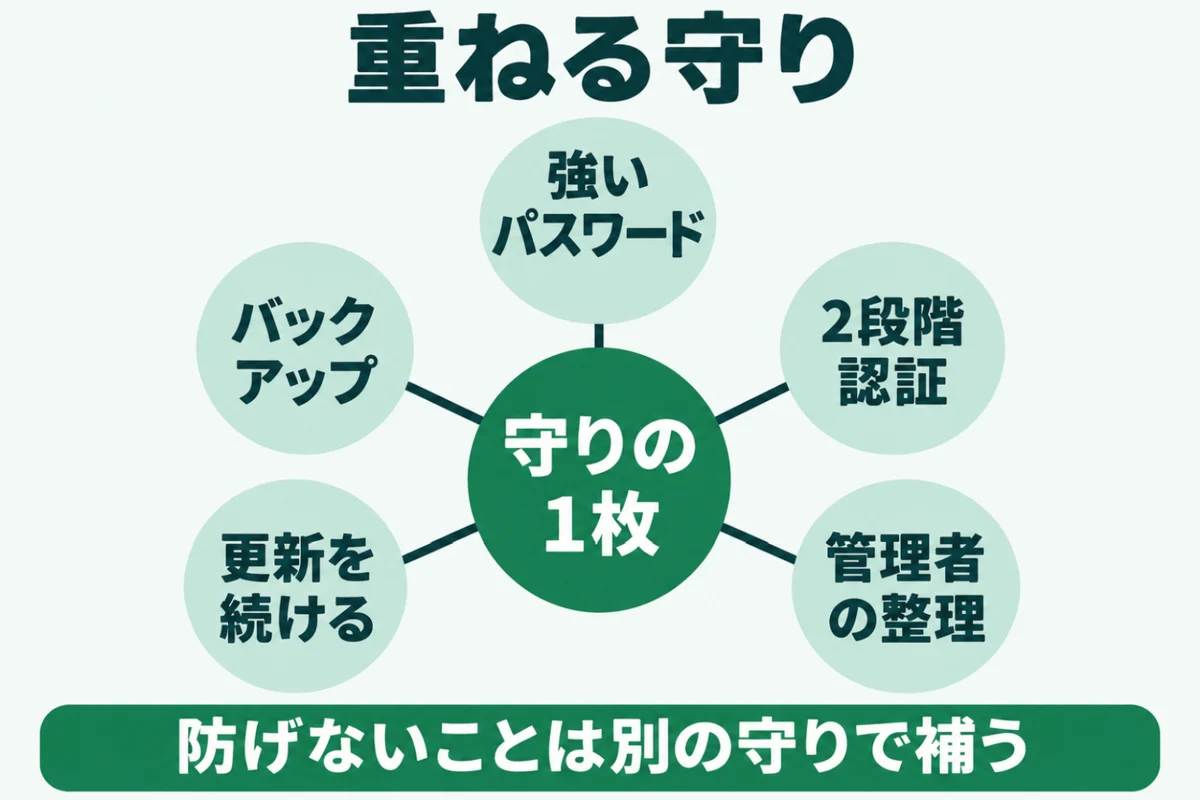 重ねる守り
強い
パスワード
バック
アップ
2段階
認証
守りの
1枚
更新を
続ける
管理者
の整理
防げないことは別の守りで補う